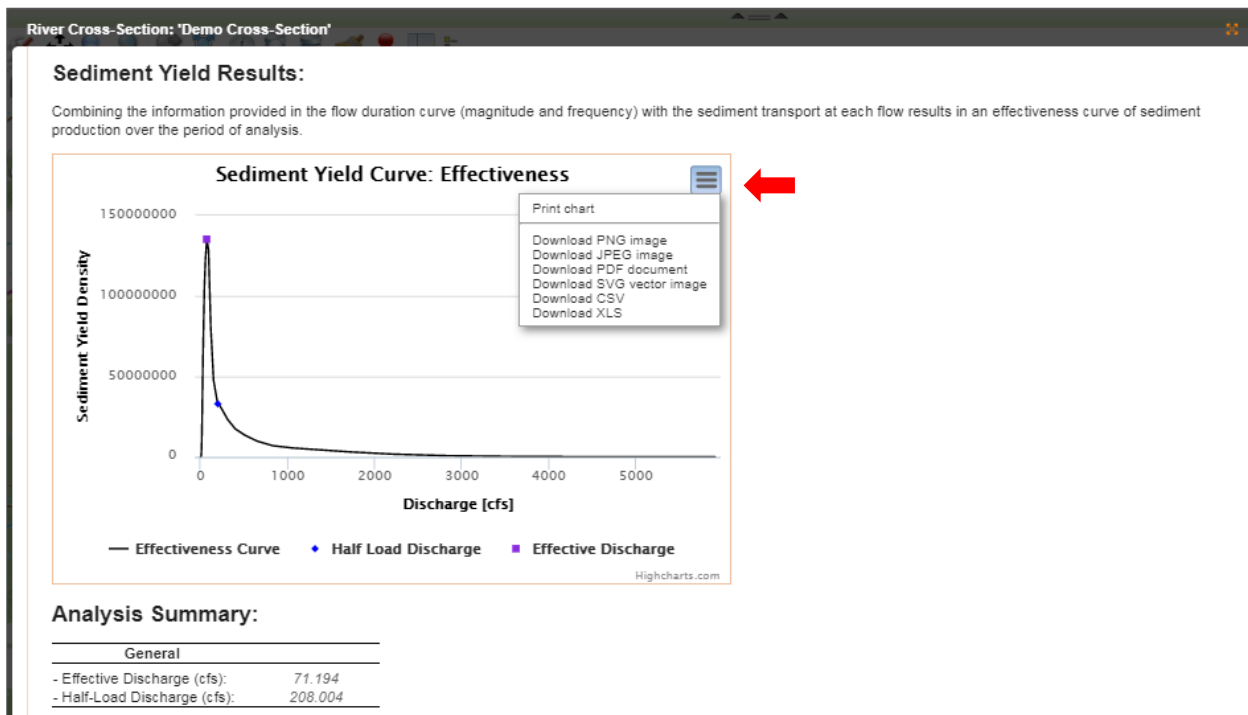 River Cross-Section: 'Demo Cross-Section'
Sediment Yield Results:
Combining the information provided in the flow duration curve (magnitude and frequency) with the sediment transport at each flow results in an effectiveness curve of sediment
production over the period of analysis.
Sediment Yield Curve: Effectiveness
Print chart
Download PNG image
Download JPEG image
Download PDF document
Download SVG vector image
Download CSV
Download XLS
Sediment Yield Density
150000000
100000000
50000000
0
0 1000 2000 3000 4000 5000
Discharge [cfs]
Effectiveness Curve Half Load Discharge Effective Discharge
Highcharts.com
Analysis Summary:
General
- Effective Discharge (cfs): 71.194
- Half-Load Discharge (cfs): 208.004